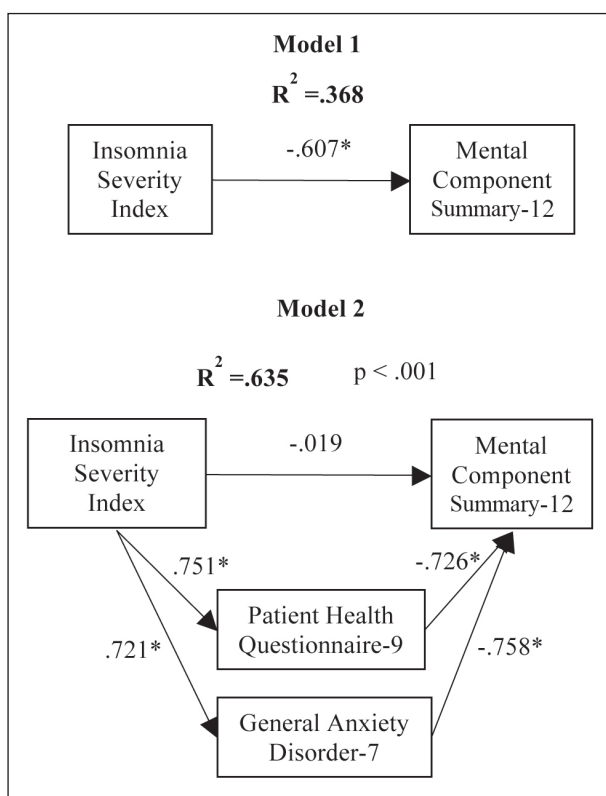 Model 1
R² =.368
Insomnia
Severity
Index
-.607*
Mental
Component
Summary-12
Model 2
R² =.635
p < .001
Insomnia
Severity
Index
-.019
Mental
Component
Summary-12
.751*
-.726*
Patient Health
Questionnaire-9
.721*
-.758*
General Anxiety
Disorder-7